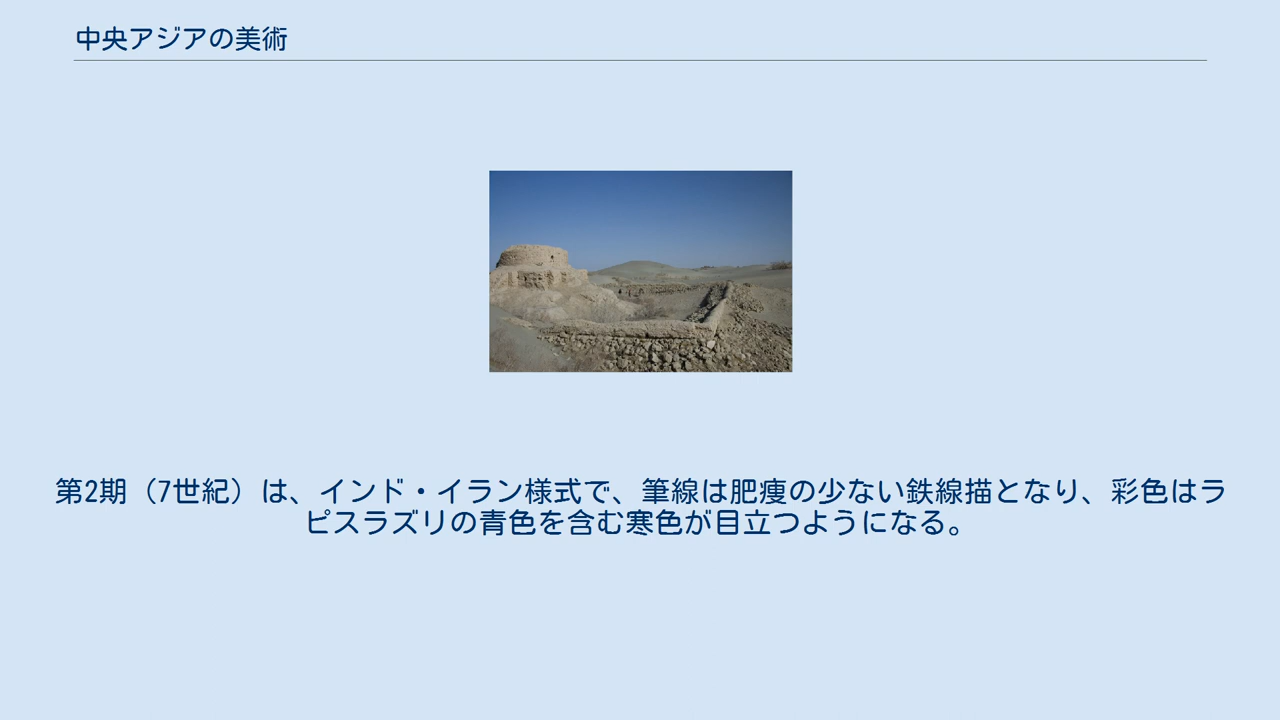 中央アジアの美術
第2期（7世紀）は、インド・イラン様式で、筆線は肥痩の少ない鉄線描となり、彩色はラ
ピスラズリの青色を含む寒色が目立つようになる。